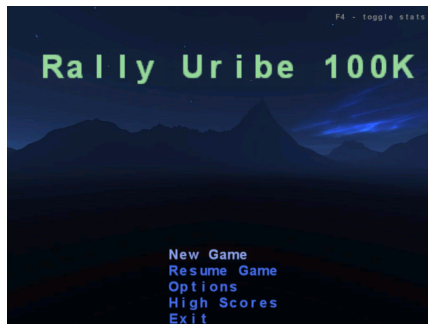 F4 - toggle stats
Rally Uribe 100K
New Game
Resume Game
Options
High Scores
Exit